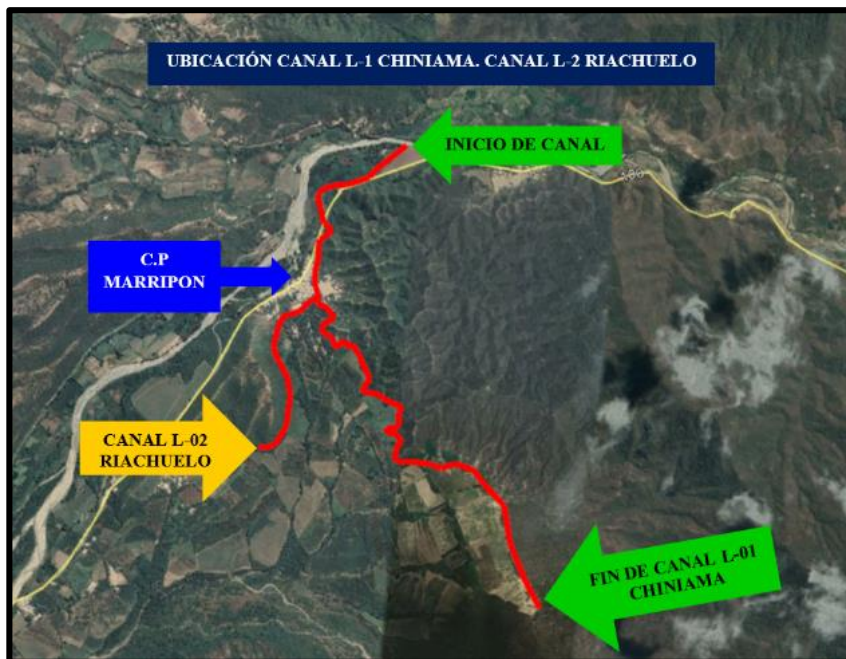 UBICACIÓN CANAL L-1 CHINIAMA. CANAL L-2 RIACHUELO
INICIO DE CANAL
C.P
MARRIPON
CANAL L-02
RIACHUELO
FIN DE CANAL L-01
CHINIAMA